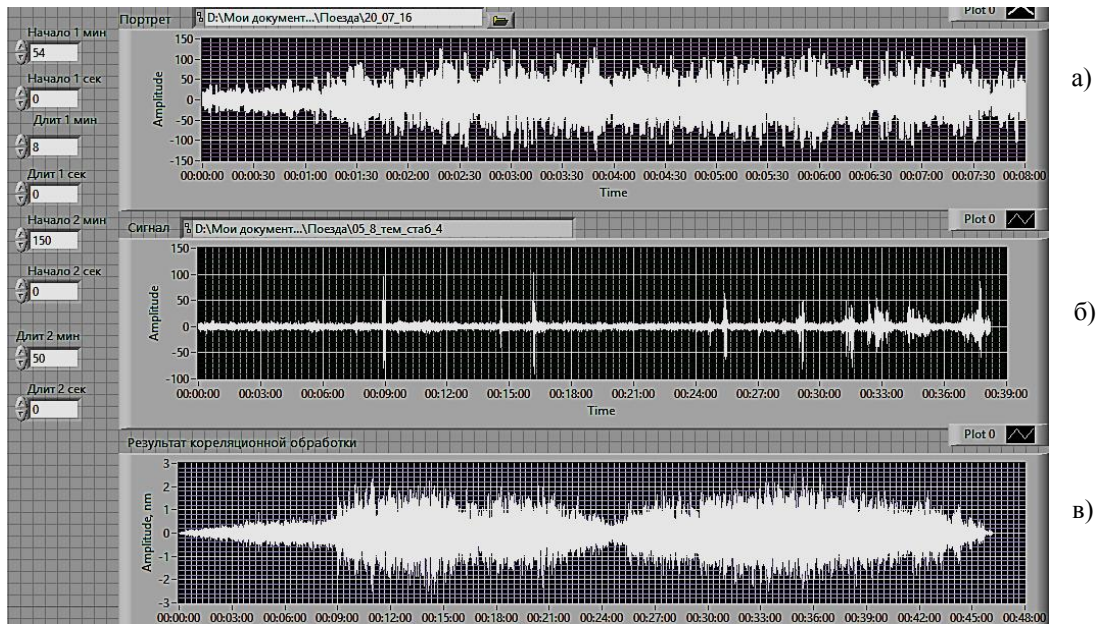 Портрет D:\Мои документ...\Поезда\20_07_16 Plot 0
Начало 1 мин
54
Начало 1 сек
0
Длит 1 мин
8
Длит 1 сек
0
Начало 2 мин
150
Начало 2 сек
0
Длит 2 мин
50
Длит 2 сек
0
Amplitude
150
100
50
0
-50
-100
-150
00:00:00 00:00:30 00:01:00 00:01:30 00:02:00 00:02:30 00:03:00 00:03:30 00:04:00 00:04:30 00:05:00 00:05:30 00:06:00 00:06:30 00:07:00 00:07:30 00:08:00
Time
а)
Сигнал D:\Мои документ...\Поезда\05_8_тем_стаб_4 Plot 0
Amplitude
150
100
50
0
-50
-100
00:00:00 00:03:00 00:06:00 00:09:00 00:12:00 00:15:00 00:18:00 00:21:00 00:24:00 00:27:00 00:30:00 00:33:00 00:36:00 00:39:00
Time
б)
Результат кореляционной обработки Plot 0
Amplitude, nm
3
2
1
0
-1
-2
-3
00:00:00 00:03:00 00:06:00 00:09:00 00:12:00 00:15:00 00:18:00 00:21:00 00:24:00 00:27:00 00:30:00 00:33:00 00:36:00 00:39:00 00:42:00 00:45:00 00:48:00
в)